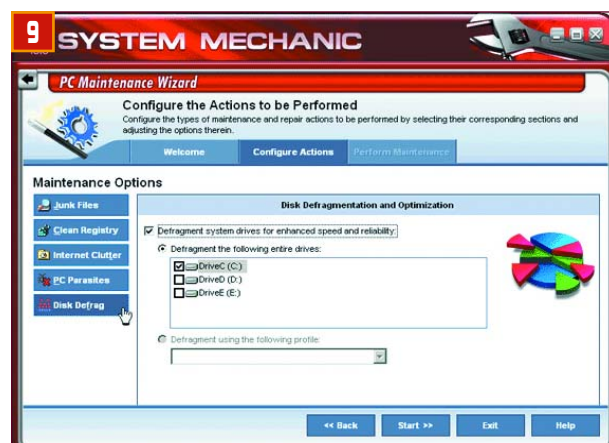 9
SYSTEM MECHANIC
PC Maintenance Wizard
Configure the Actions to be Performed
Configure the types of maintenance and repair actions to be performed by selecting their corresponding sections and
adjusting the options therein.
Welcome
Configure Actions
Perform Maintenance
Maintenance Options
Junk Files
Clean Registry
Internet Clutter
PC Parasites
Disk Defrag
Disk Defragmentation and Optimization
Defragment system drives for enhanced speed and reliability:
Defragment the following entire drives:
DriveC (C:)
DriveD (D:)
DriveE (E:)
Defragment using the following profile:
<< Back
Start >>
Exit
Help